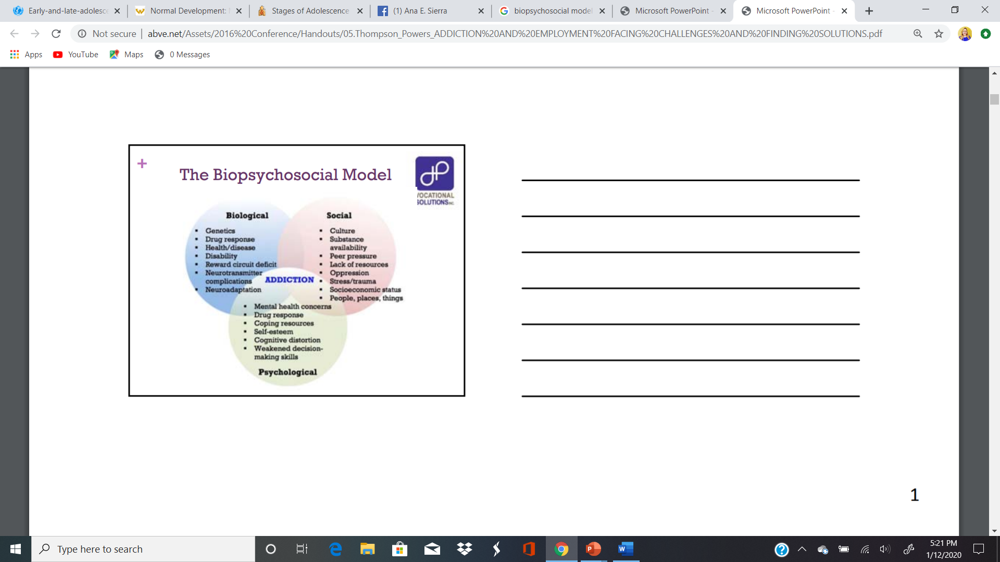 Early-and-late-adolesce
Normal Development:
Stages of Adolescence
(1) Ana E. Sierra
biopsychosocial model
Microsoft PowerPoint -
Microsoft PowerPoint -
Not secure | abve.net/Assets/2016%20Conference/Handouts/05.Thompson_Powers_ADDICTION%20AND%20EMPLOYMENT%20FACING%20CHALLENGES%20AND%20FINDING%20SOLUTIONS.pdf
Apps
YouTube
Maps
0 Messages
+
The Biopsychosocial Model
VOCATIONAL
SOLUTIONS INC.
Biological
▪ Genetics
▪ Drug response
▪ Health/disease
▪ Disability
▪ Reward circuit deficit
▪ Neurotransmitter
complications
▪ Neuroadaptation
Social
▪ Culture
▪ Substance
availability
▪ Peer pressure
▪ Lack of resources
▪ Oppression
▪ Stress/trauma
▪ Socioeconomic status
▪ People, places, things
ADDICTION
▪ Mental health concerns
▪ Drug response
▪ Coping resources
▪ Self-esteem
▪ Cognitive distortion
▪ Weakened decision-
making skills
Psychological
1
Type here to search
5:21 PM
1/12/2020